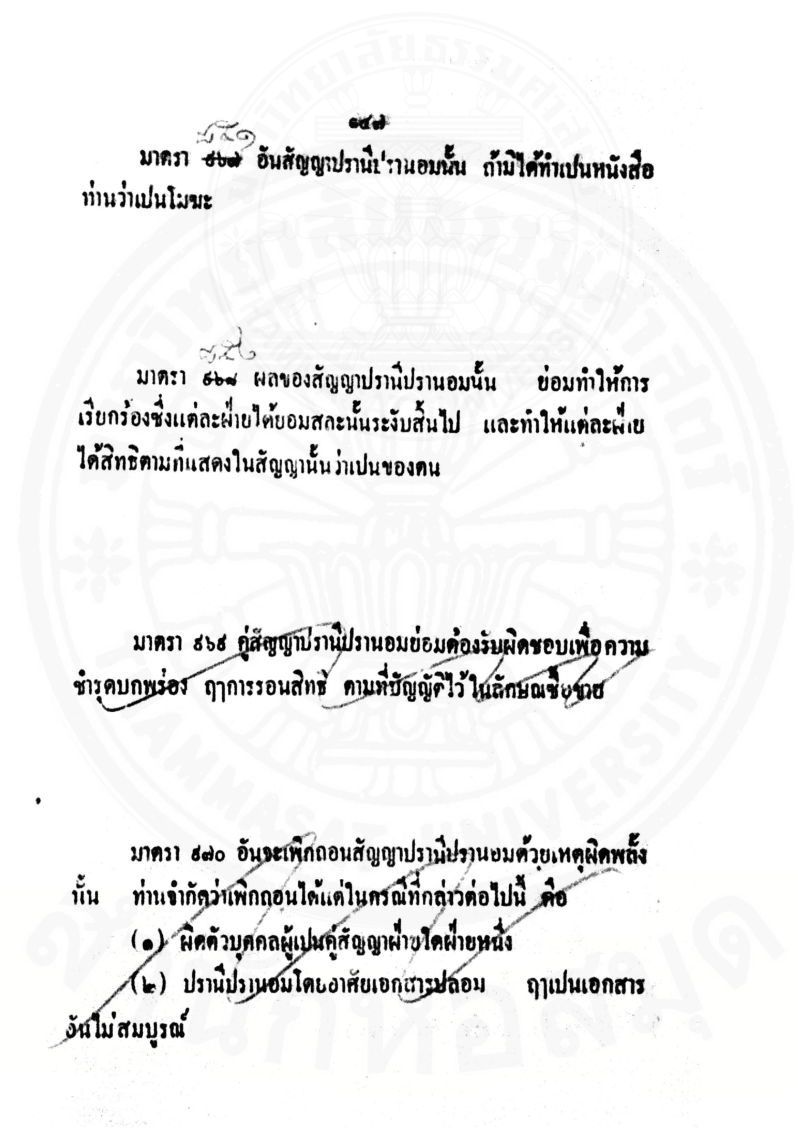 ๑๔๗
๘๕๑
มาตรา ๙๖๗ อันสัญญาปรานีปรานอมนั้น ถ้ามิได้ทำเปนหนังสือ
ท่านว่าเปนโมฆะ
๘๕๒
มาตรา ๙๖๘ ผลของสัญญาปรานีปรานอมนั้น ย่อมทำให้การ
เรียกร้องซึ่งแต่ละฝ่ายได้ยอมสละนั้นระงับสิ้นไป และทำให้แต่ละฝ่าย
ได้สิทธิตามที่แสดงในสัญญานั้นว่าเปนของตน
มาตรา ๙๖๙ คู่สัญญาปรานีปรานอมย่อมต้องรับผิดชอบเพื่อความ
ชำรุดบกพร่อง ฤๅการรอนสิทธิ ตามที่บัญญัติไว้ในลักษณซื้อขาย
มาตรา ๙๗๐ อันจะเพิกถอนสัญญาปรานีปรานอมด้วยเหตุผิดพลั้ง
นั้น ท่านจำกัดว่าเพิกถอนได้แต่ในกรณีที่กล่าวต่อไปนี้ คือ
(๑) ผิดตัวบุคคลผู้เปนคู่สัญญาฝ่ายใดฝ่ายหนึ่ง
(๒) ปรานีปรานอมโดยอาศัยเอกสารปลอม ฤๅเปนเอกสาร
อันไม่สมบูรณ์